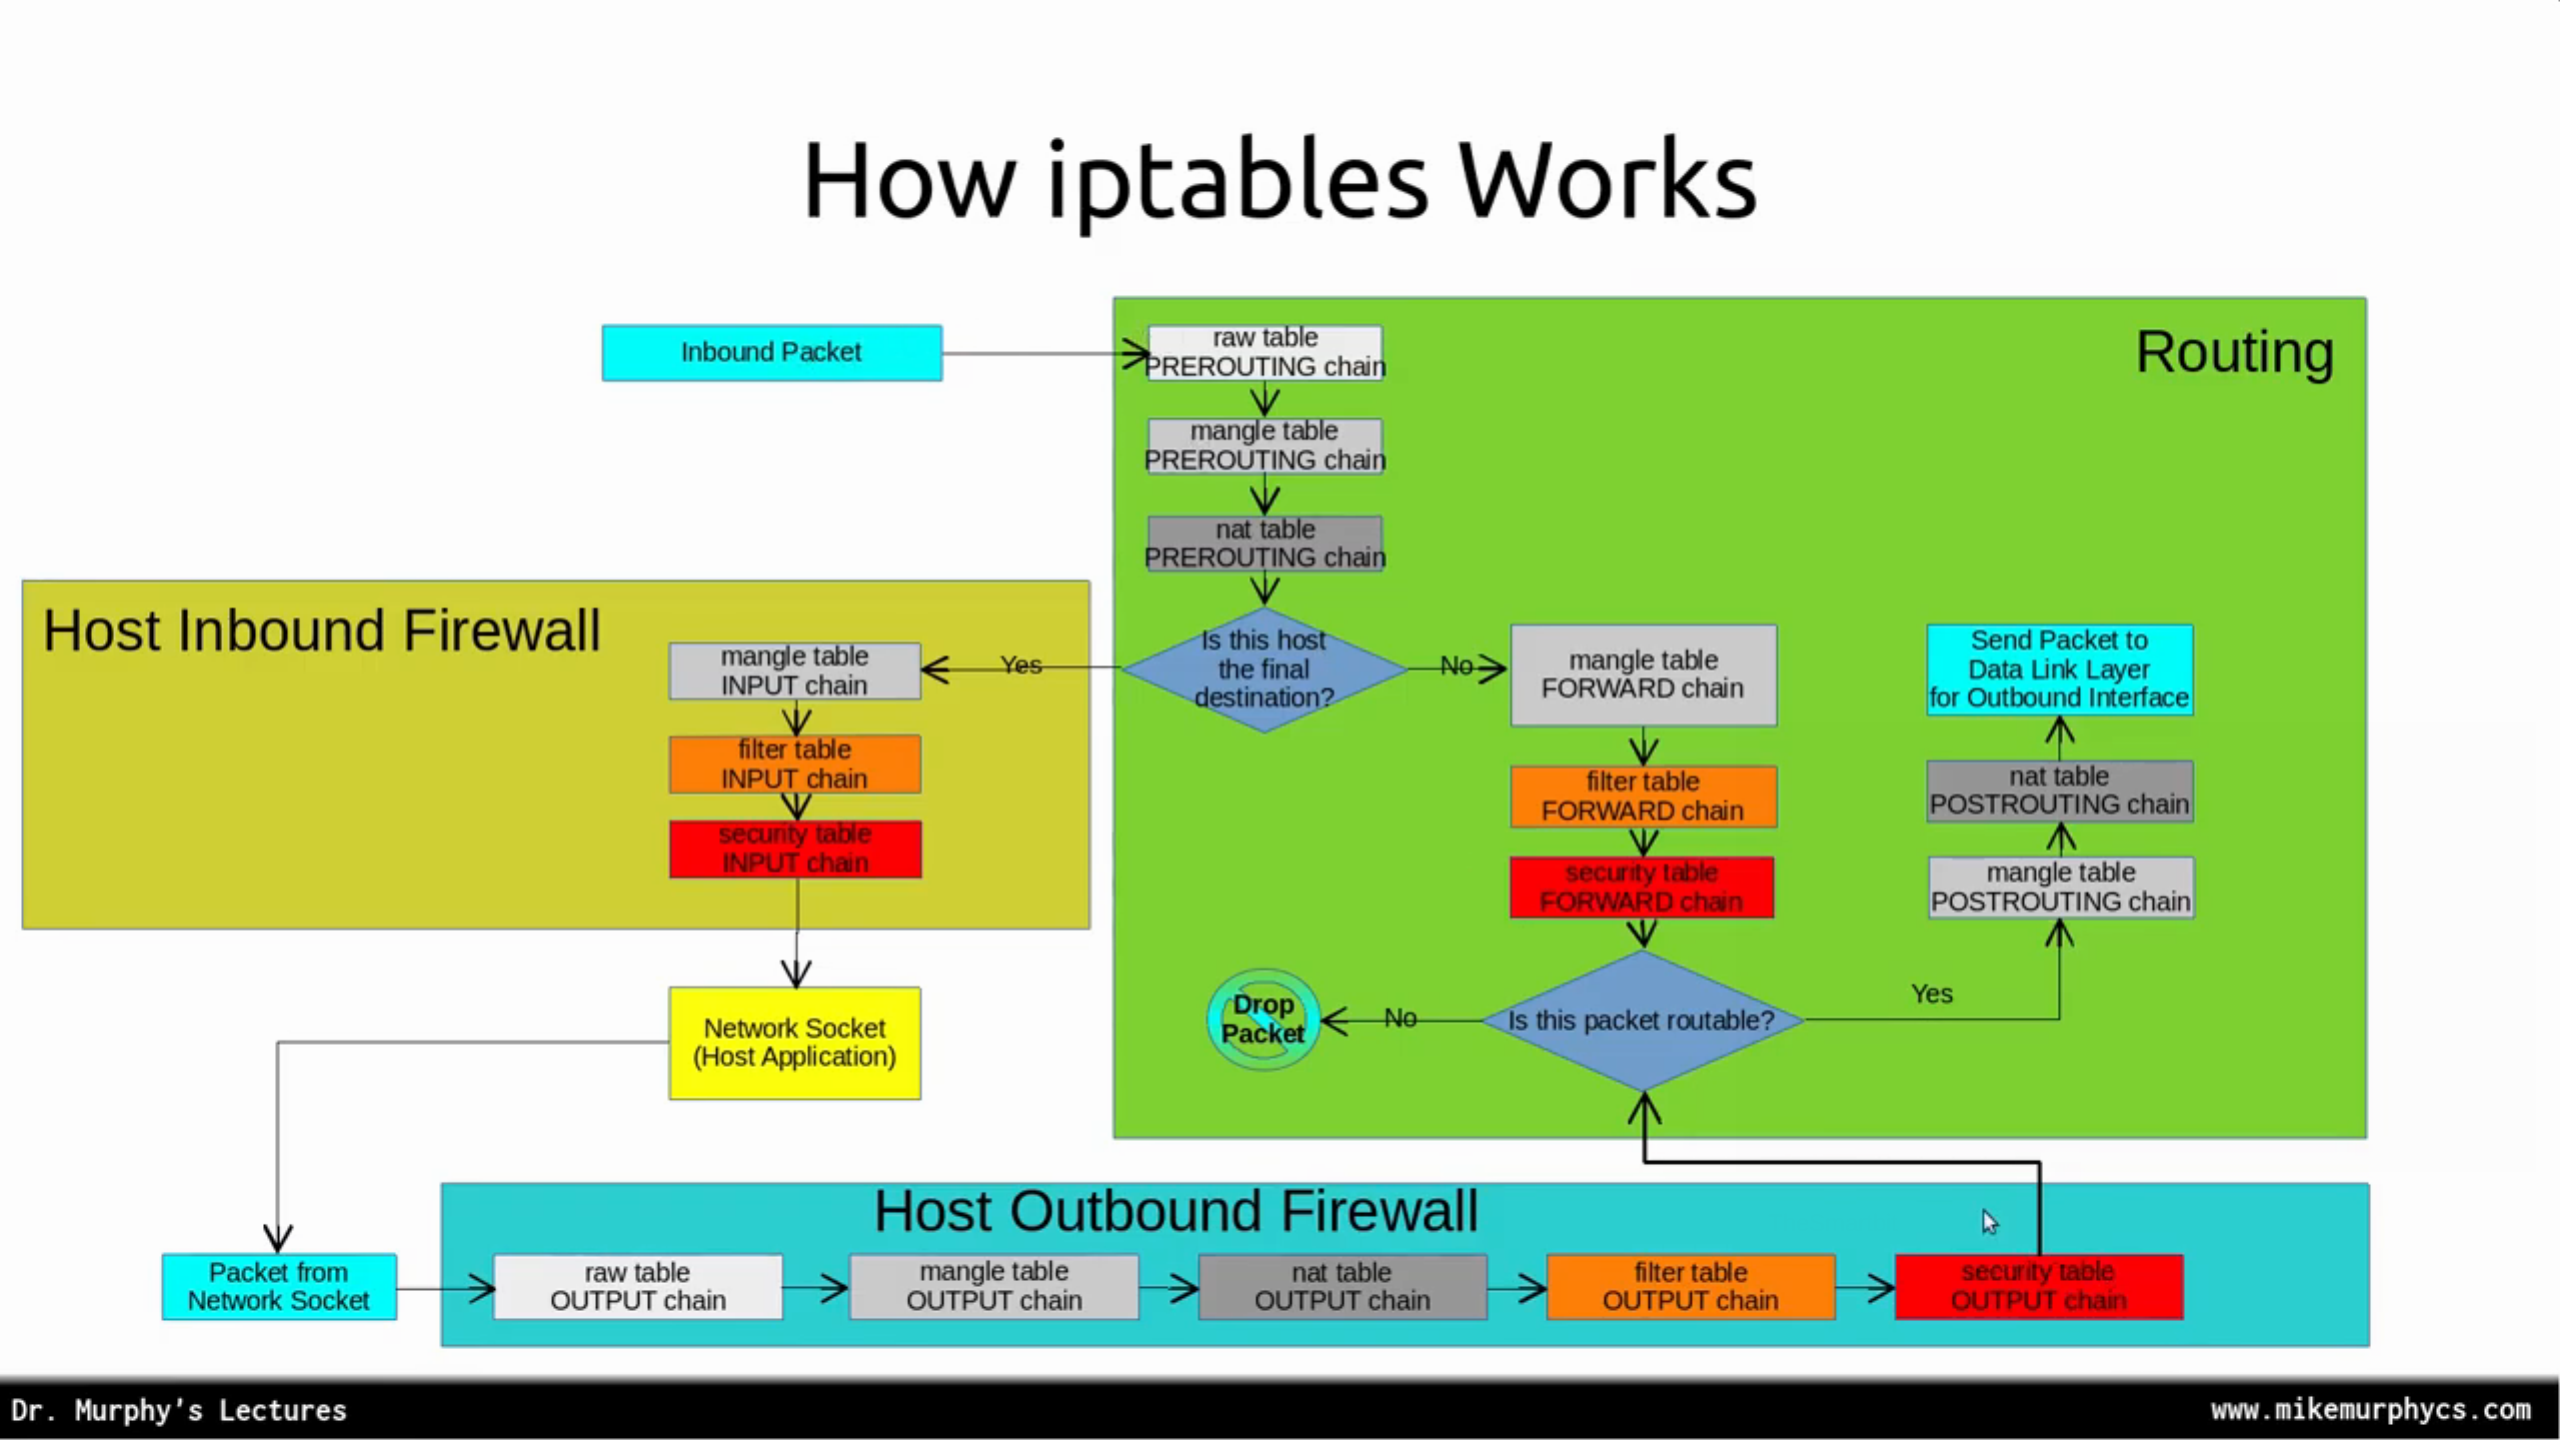 How iptables Works
Inbound Packet
raw table
PREROUTING chain
Routing
mangle table
PREROUTING chain
nat table
PREROUTING chain
Host Inbound Firewall
mangle table
INPUT chain
Yes
Is this host
the final
destination?
No
mangle table
FORWARD chain
Send Packet to
Data Link Layer
for Outbound Interface
filter table
INPUT chain
filter table
FORWARD chain
nat table
POSTROUTING chain
security table
INPUT chain
security table
FORWARD chain
mangle table
POSTROUTING chain
Drop
Packet
No
Is this packet routable?
Yes
Network Socket
(Host Application)
Host Outbound Firewall
Packet from
Network Socket
raw table
OUTPUT chain
mangle table
OUTPUT chain
nat table
OUTPUT chain
filter table
OUTPUT chain
security table
OUTPUT chain
Dr. Murphy's Lectures
www.mikemurphycs.com